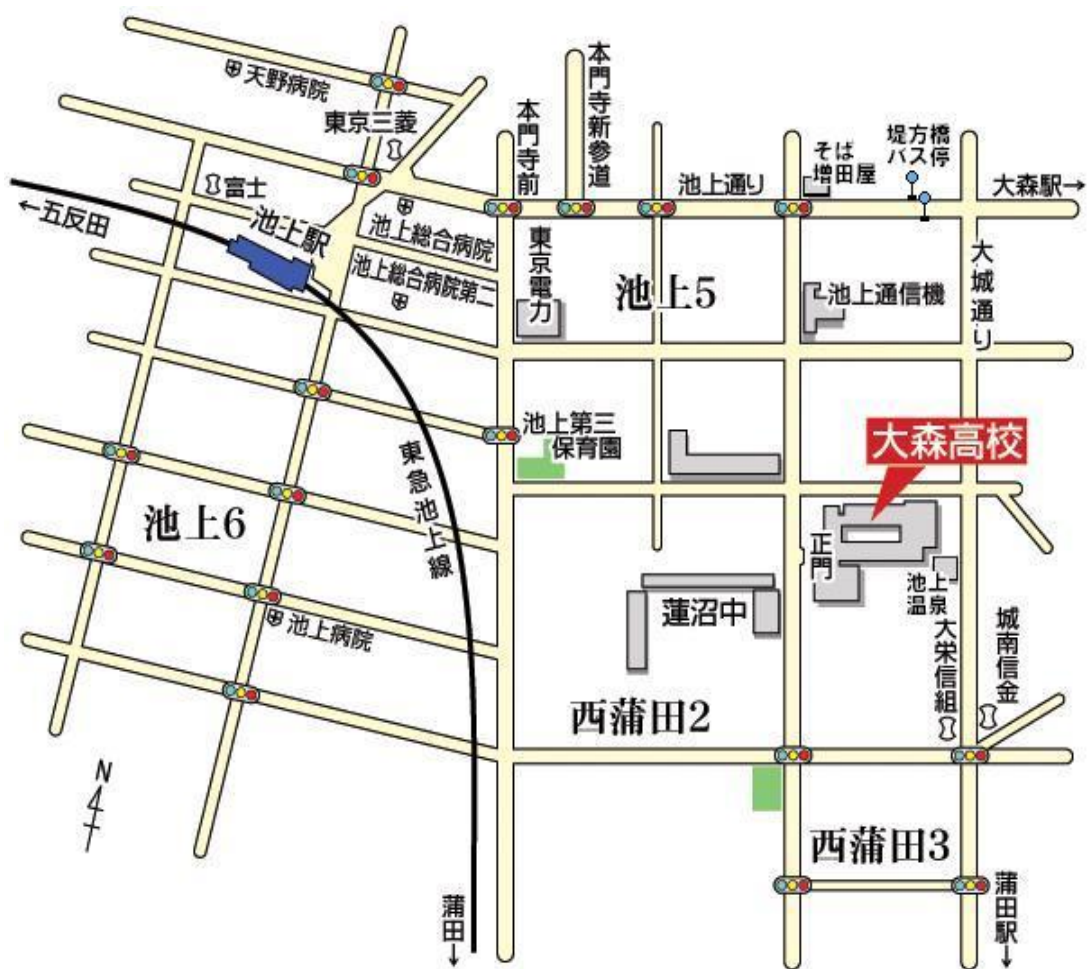 天野病院
東京三菱
本門寺前
本門寺新参道
池上通り
そば
増田屋
堤方橋
バス停
大森駅→
富士
←五反田
池上駅
池上総合病院
池上総合病院第二
東京電力
池上5
池上通信機
大城通り
池上第三
保育園
大森高校
東急池上線
池上6
正門
池上
温泉
蓮沼中
池上病院
大栄信組
城南信金
西蒲田2
N
西蒲田3
蒲田↓
蒲田駅↓